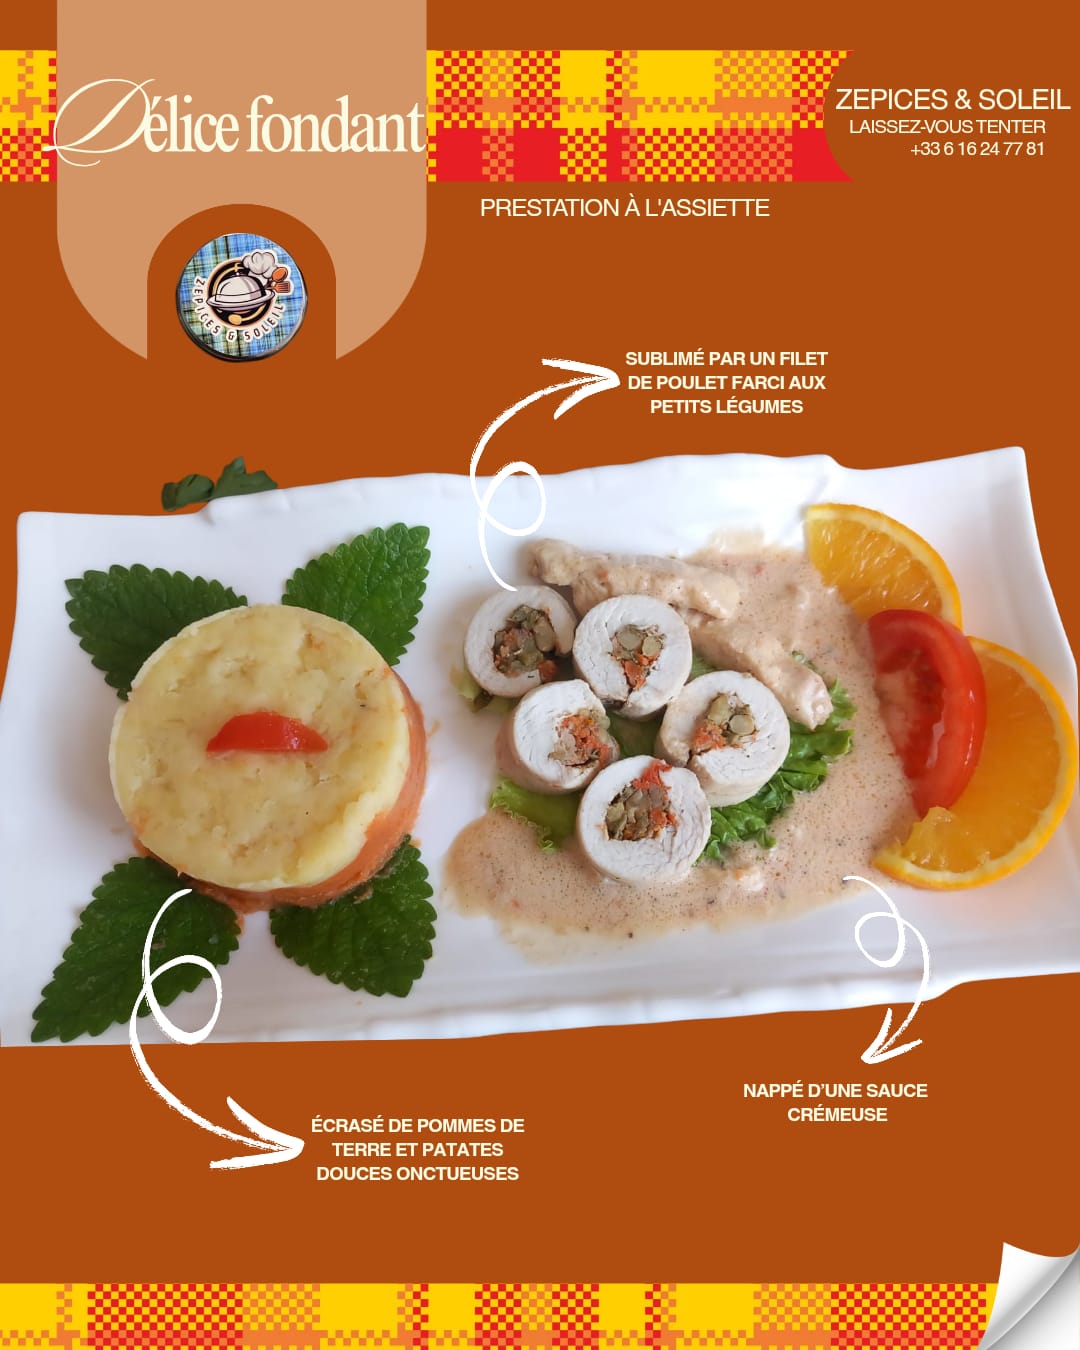 Délice fondant
ZEPICES & SOLEIL
LAISSEZ-VOUS TENTER
+33 6 16 24 77 81
PRESTATION À L'ASSIETTE
ZEPICES & SOLEIL
SUBLIMÉ PAR UN FILET
DE POULET FARCI AUX
PETITS LÉGUMES
NAPPÉ D’UNE SAUCE
CRÉMEUSE
ÉCRASÉ DE POMMES DE
TERRE ET PATATES
DOUCES ONCTUEUSES